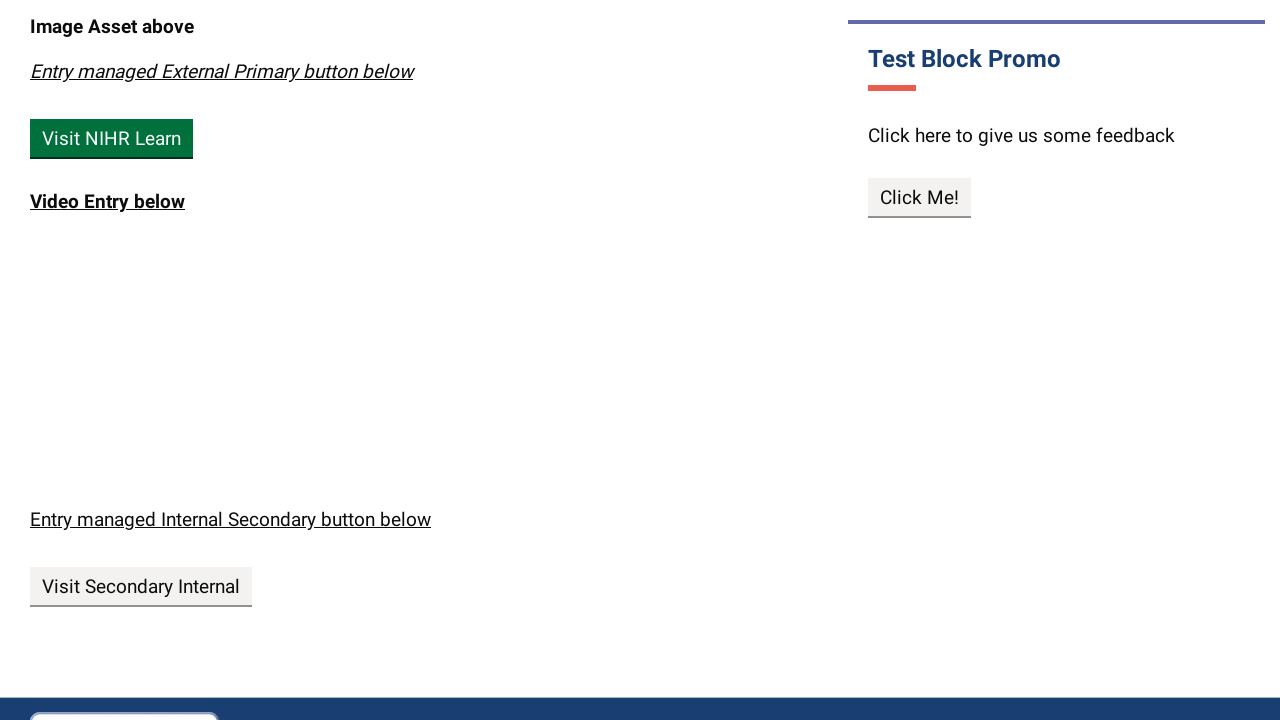 Image Asset above
Entry managed External Primary button below
Visit NIHR Learn
Video Entry below
Entry managed Internal Secondary button below
Visit Secondary Internal
Test Block Promo
Click here to give us some feedback
Click Me!